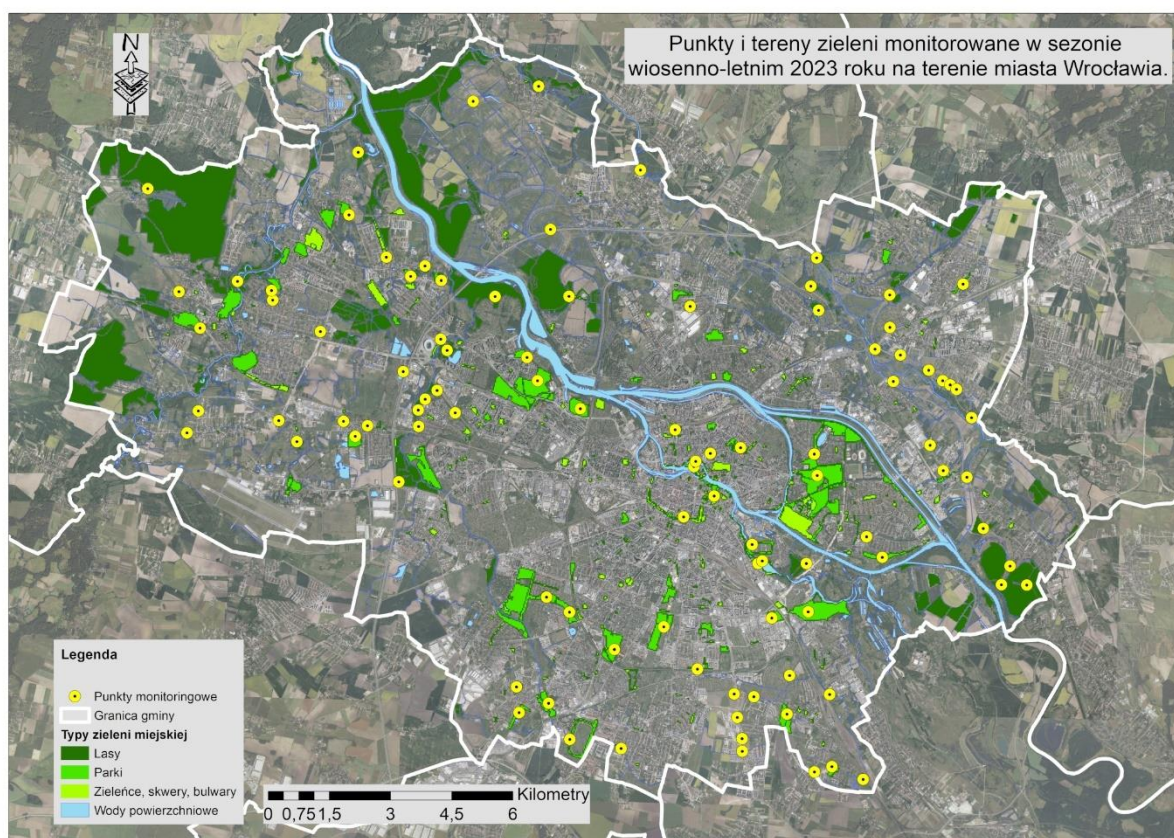 N
Punkty i tereny zieleni monitorowane w sezonie
wiosenno-letnim 2023 roku na terenie miasta Wrocławia.
Legenda
Punkty monitoringowe
Granica gminy
Typy zieleni miejskiej
Lasy
Parki
Zieleńce, skwery, bulwary
Wody powierzchniowe
Kilometry
0 0,75 1,5 3 4,5 6